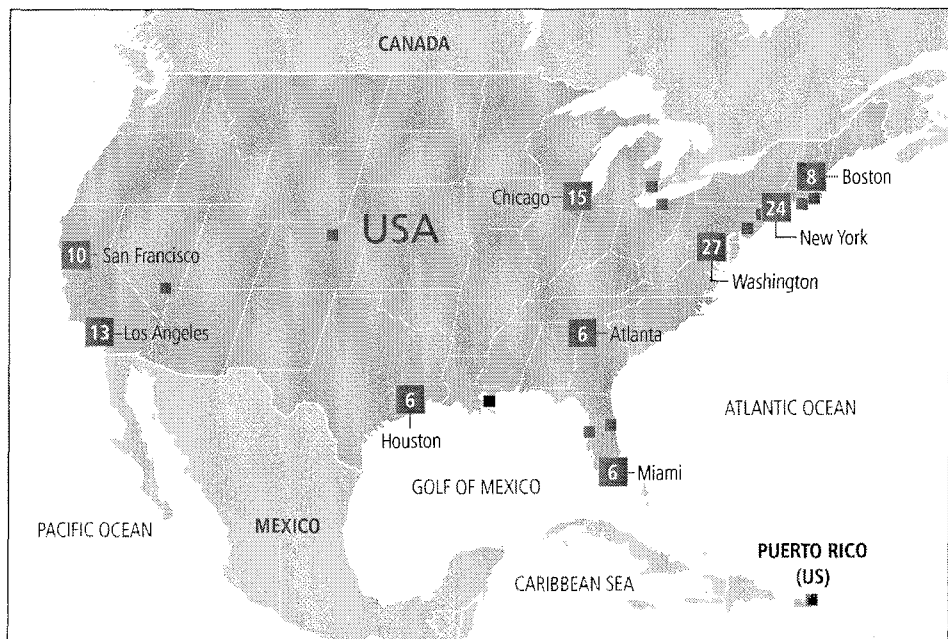 CANADA
8 Boston
Chicago 15
24
USA
New York
10 San Francisco
27
Washington
13 Los Angeles
6 Atlanta
6
Houston
ATLANTIC OCEAN
6 Miami
GOLF OF MEXICO
PACIFIC OCEAN
MEXICO
PUERTO RICO
(US)
CARIBBEAN SEA